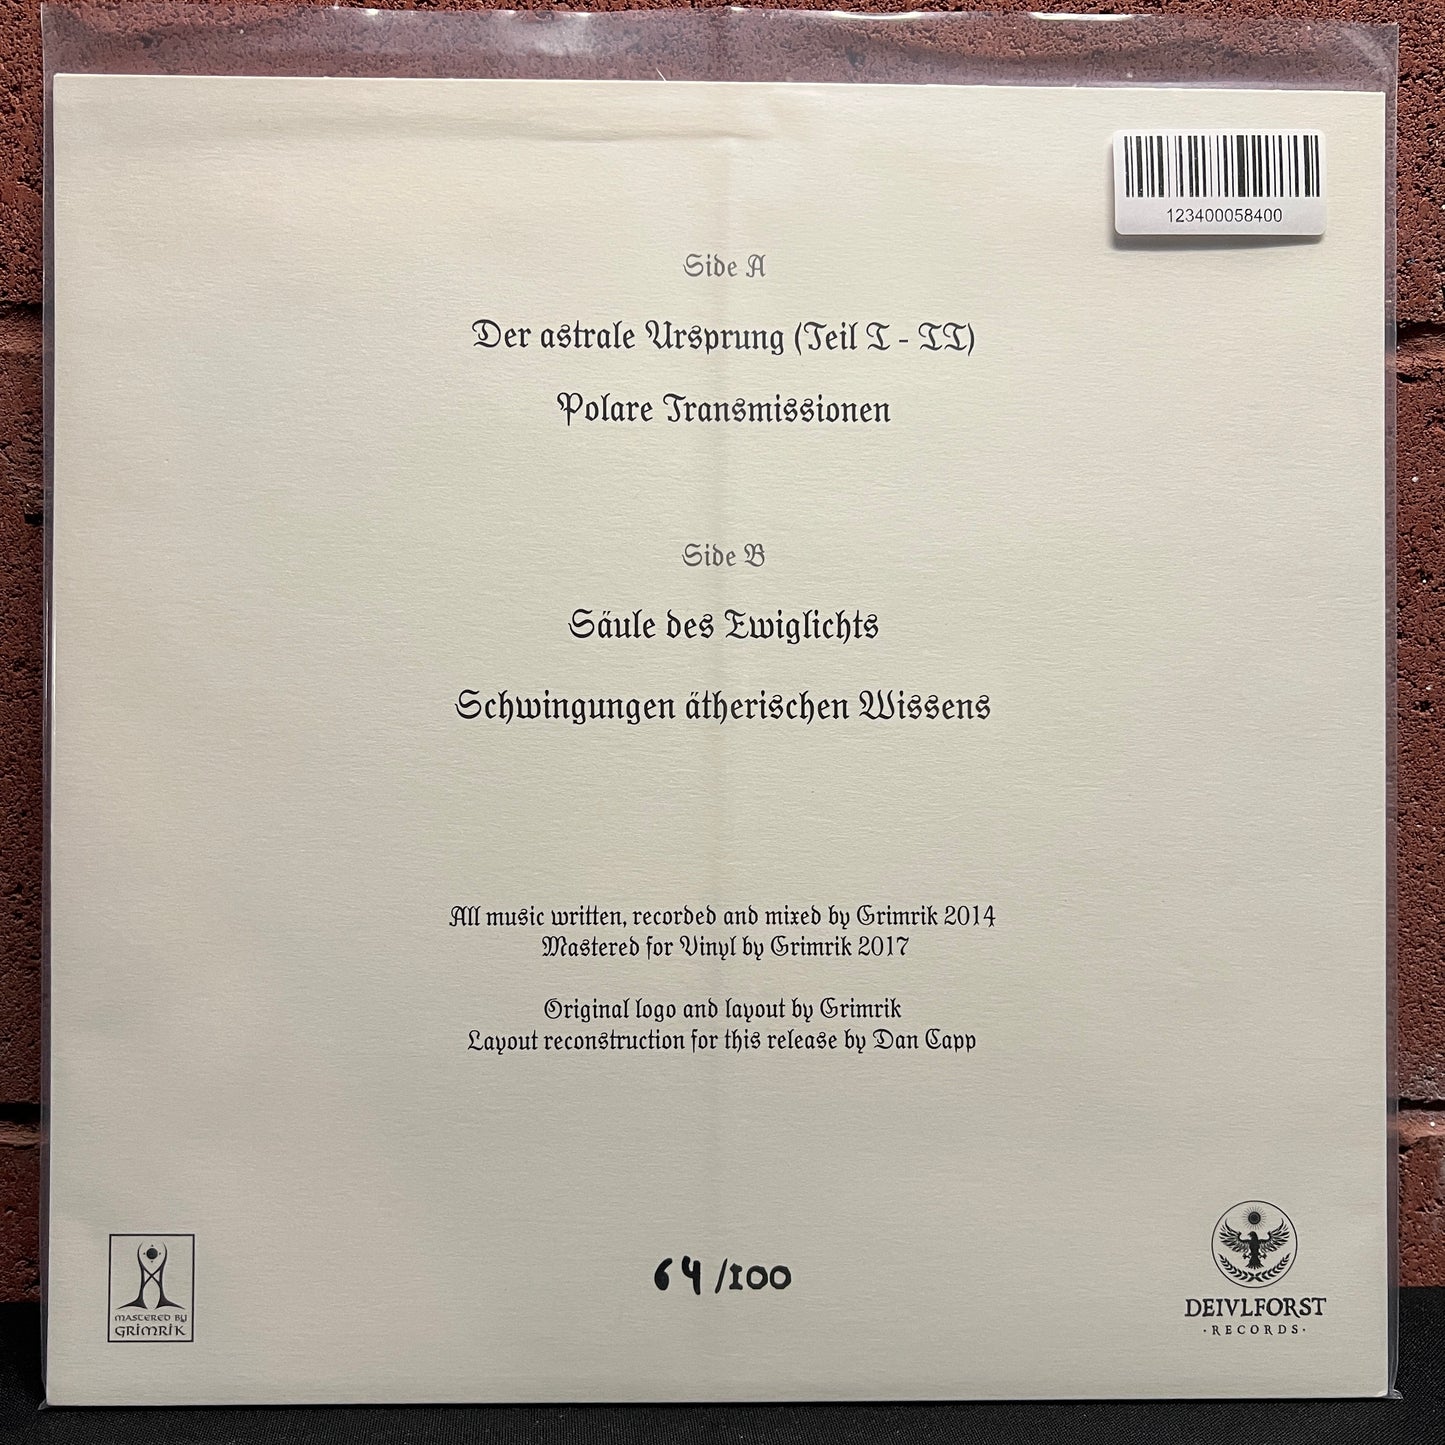 123400058400
Side A
Der astrale Ursprung (Teil I - II)
Polare Transmissionen
Side B
Säule des Ewiglichts
Schwingungen ätherischen Wissens
All music written, recorded and mixed by Grimrik 2014
Mastered for Vinyl by Grimrik 2017
Original logo and layout by Grimrik
Layout reconstruction for this release by Dan Capp
MASTERED BY
GRIMRIK
64/100
DEIVLFORST
·RECORDS·